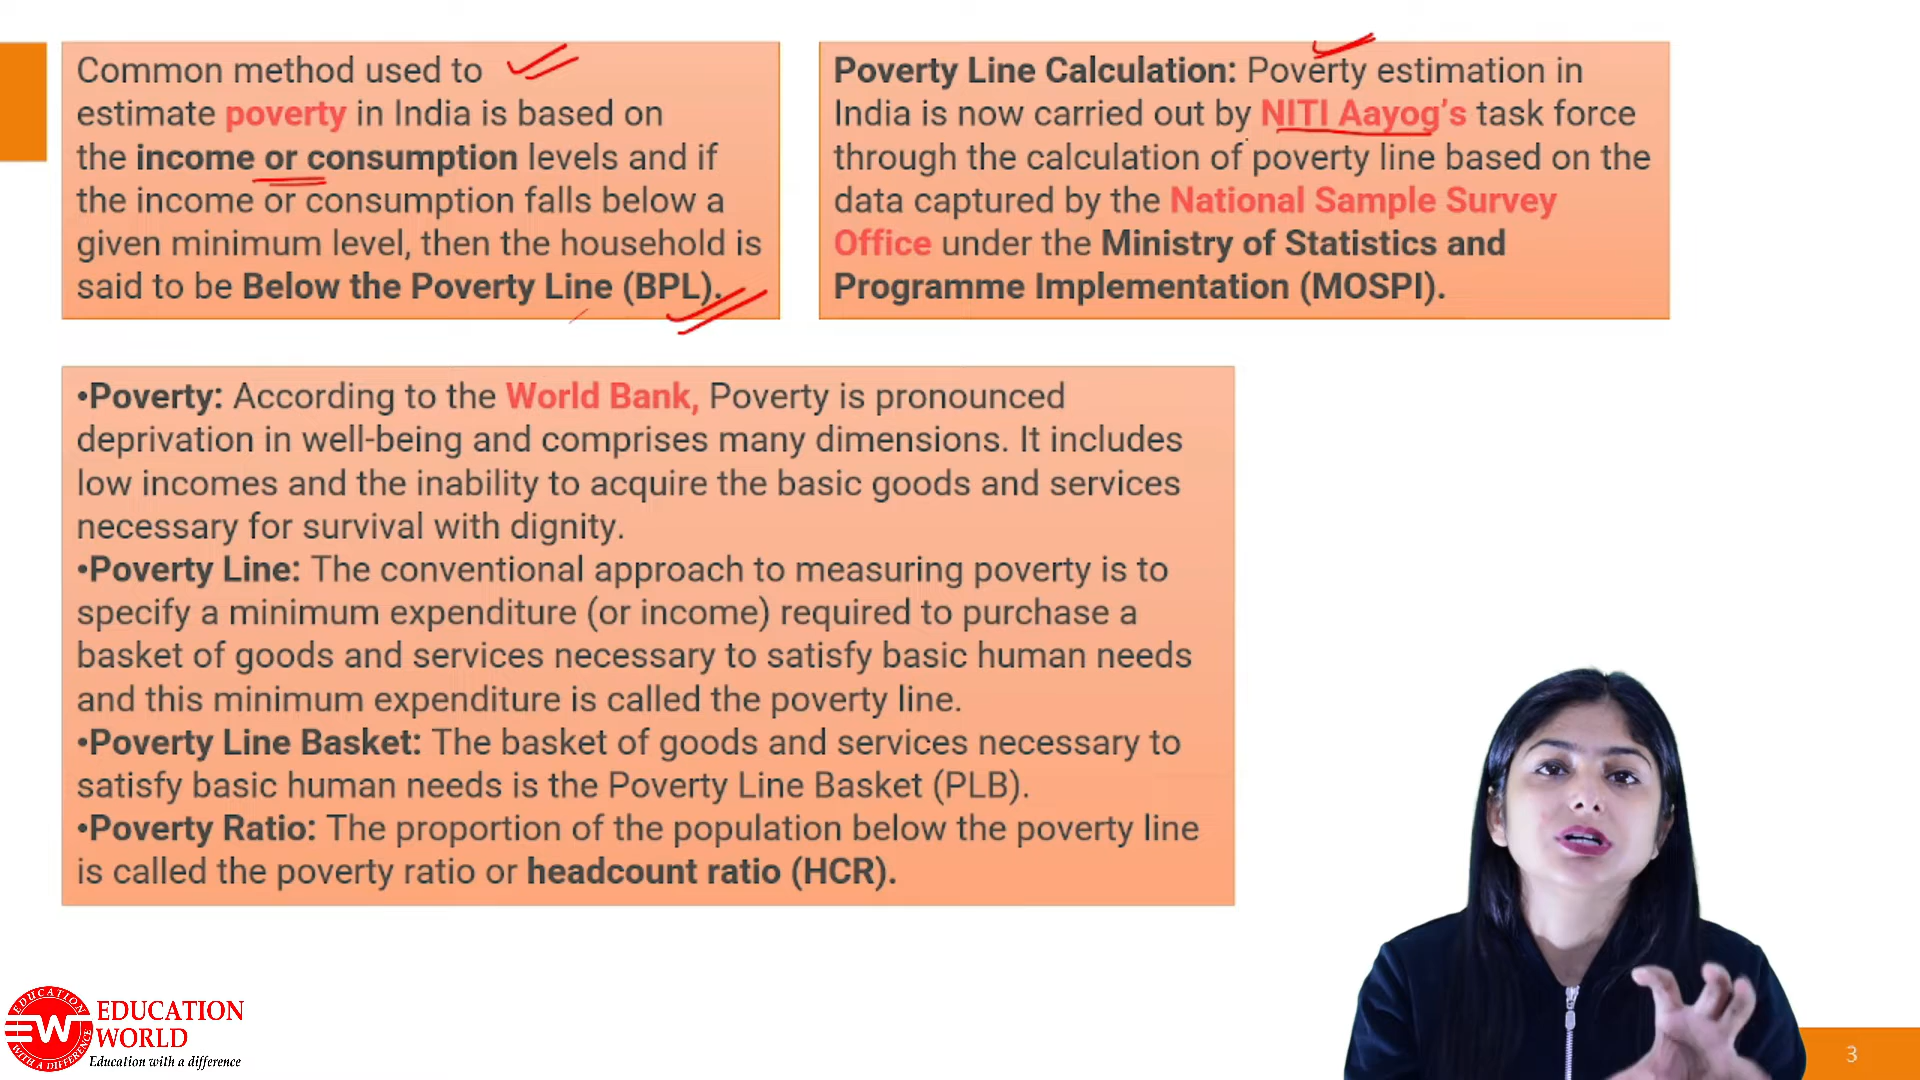 Common method used to
estimate poverty in India is based on
the income or consumption levels and if
the income or consumption falls below a
given minimum level, then the household is
said to be Below the Poverty Line (BPL).
Poverty Line Calculation: Poverty estimation in
India is now carried out by NITI Aayog's task force
through the calculation of poverty line based on the
data captured by the National Sample Survey
Office under the Ministry of Statistics and
Programme Implementation (MOSPI).
•Poverty: According to the World Bank, Poverty is pronounced
deprivation in well-being and comprises many dimensions. It includes
low incomes and the inability to acquire the basic goods and services
necessary for survival with dignity.
•Poverty Line: The conventional approach to measuring poverty is to
specify a minimum expenditure (or income) required to purchase a
basket of goods and services necessary to satisfy basic human needs
and this minimum expenditure is called the poverty line.
•Poverty Line Basket: The basket of goods and services necessary to
satisfy basic human needs is the Poverty Line Basket (PLB).
•Poverty Ratio: The proportion of the population below the poverty line
is called the poverty ratio or headcount ratio (HCR).
EDUCATION
EW
WITH A DIFFERENCE
EDUCATION
WORLD
Education with a difference
3